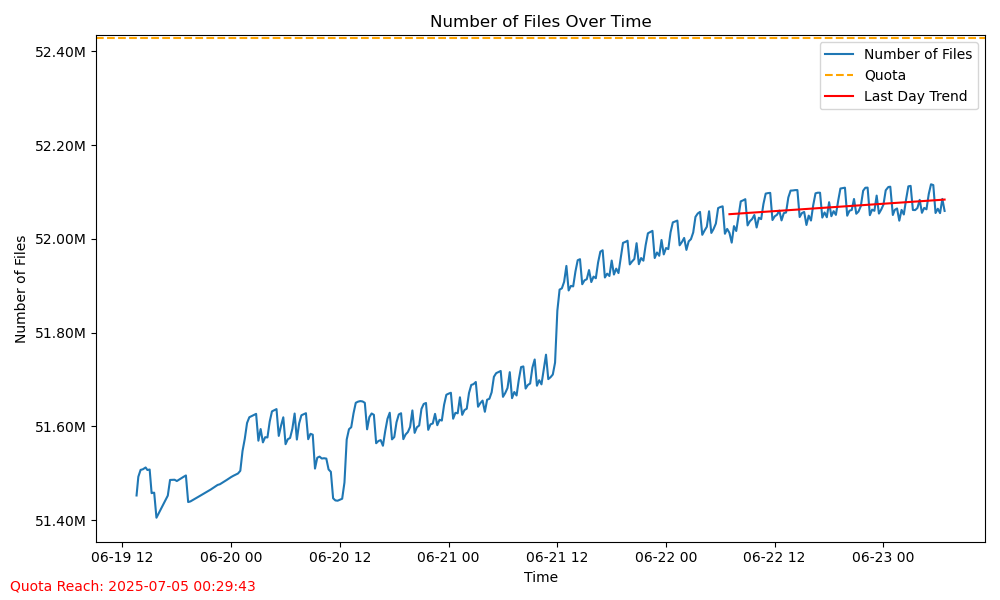 Number of Files Over Time
Number of Files
Quota
Last Day Trend
52.40M
52.20M
52.00M
51.80M
51.60M
51.40M
Number of Files
06-19 12
06-20 00
06-20 12
06-21 00
06-21 12
06-22 00
06-22 12
06-23 00
Time
Quota Reach: 2025-07-05 00:29:43